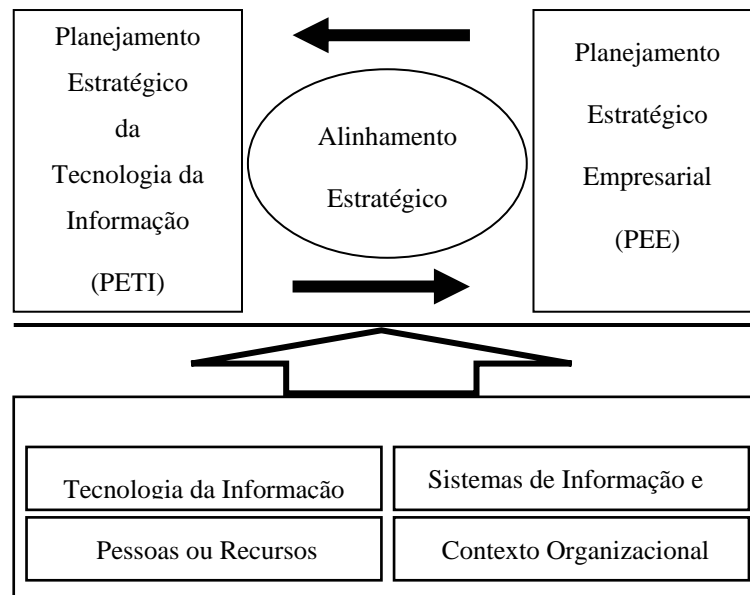 Planejamento
Estratégico
da
Tecnologia da
Informação
(PETI)
Alinhamento
Estratégico
Planejamento
Estratégico
Empresarial
(PEE)
Tecnologia da Informação
Sistemas de Informação e
Pessoas ou Recursos
Contexto Organizacional